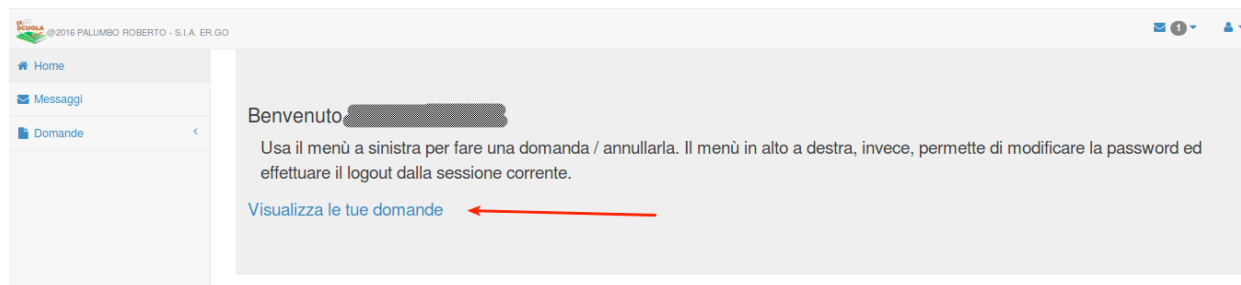 SCUOLA
@2016 PALUMBO ROBERTO - S.I.A. ER.GO
1
Home
Messaggi
Domande
Benvenuto
Usa il menù a sinistra per fare una domanda / annullarla. Il menù in alto a destra, invece, permette di modificare la password ed
effettuare il logout dalla sessione corrente.
Visualizza le tue domande